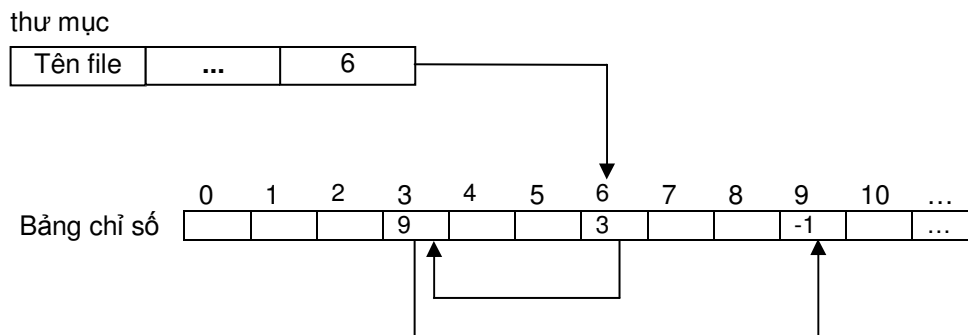 thư mục
Tên file ... 6
0 1 2 3 4 5 6 7 8 9 10 ...
Bảng chỉ số 9 3 -1 ...